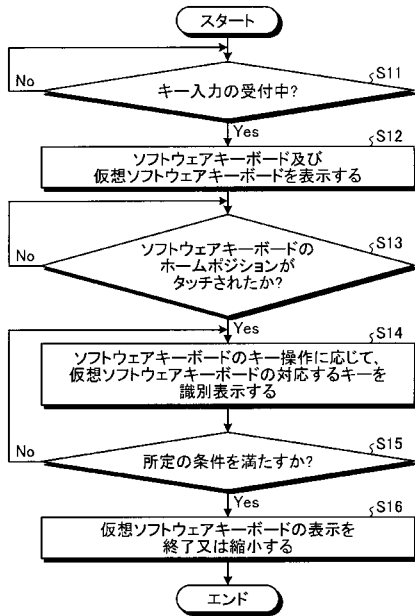 スタート
S11
キー入力の受付中?
No
Yes
S12
ソフトウェアキーボード及び
仮想ソフトウェアキーボードを表示する
S13
ソフトウェアキーボードの
ホームポジションが
タッチされたか?
No
Yes
S14
ソフトウェアキーボードのキー操作に応じて、
仮想ソフトウェアキーボードの対応するキーを
識別表示する
S15
所定の条件を満たすか?
No
Yes
S16
仮想ソフトウェアキーボードの表示を
終了又は縮小する
エンド